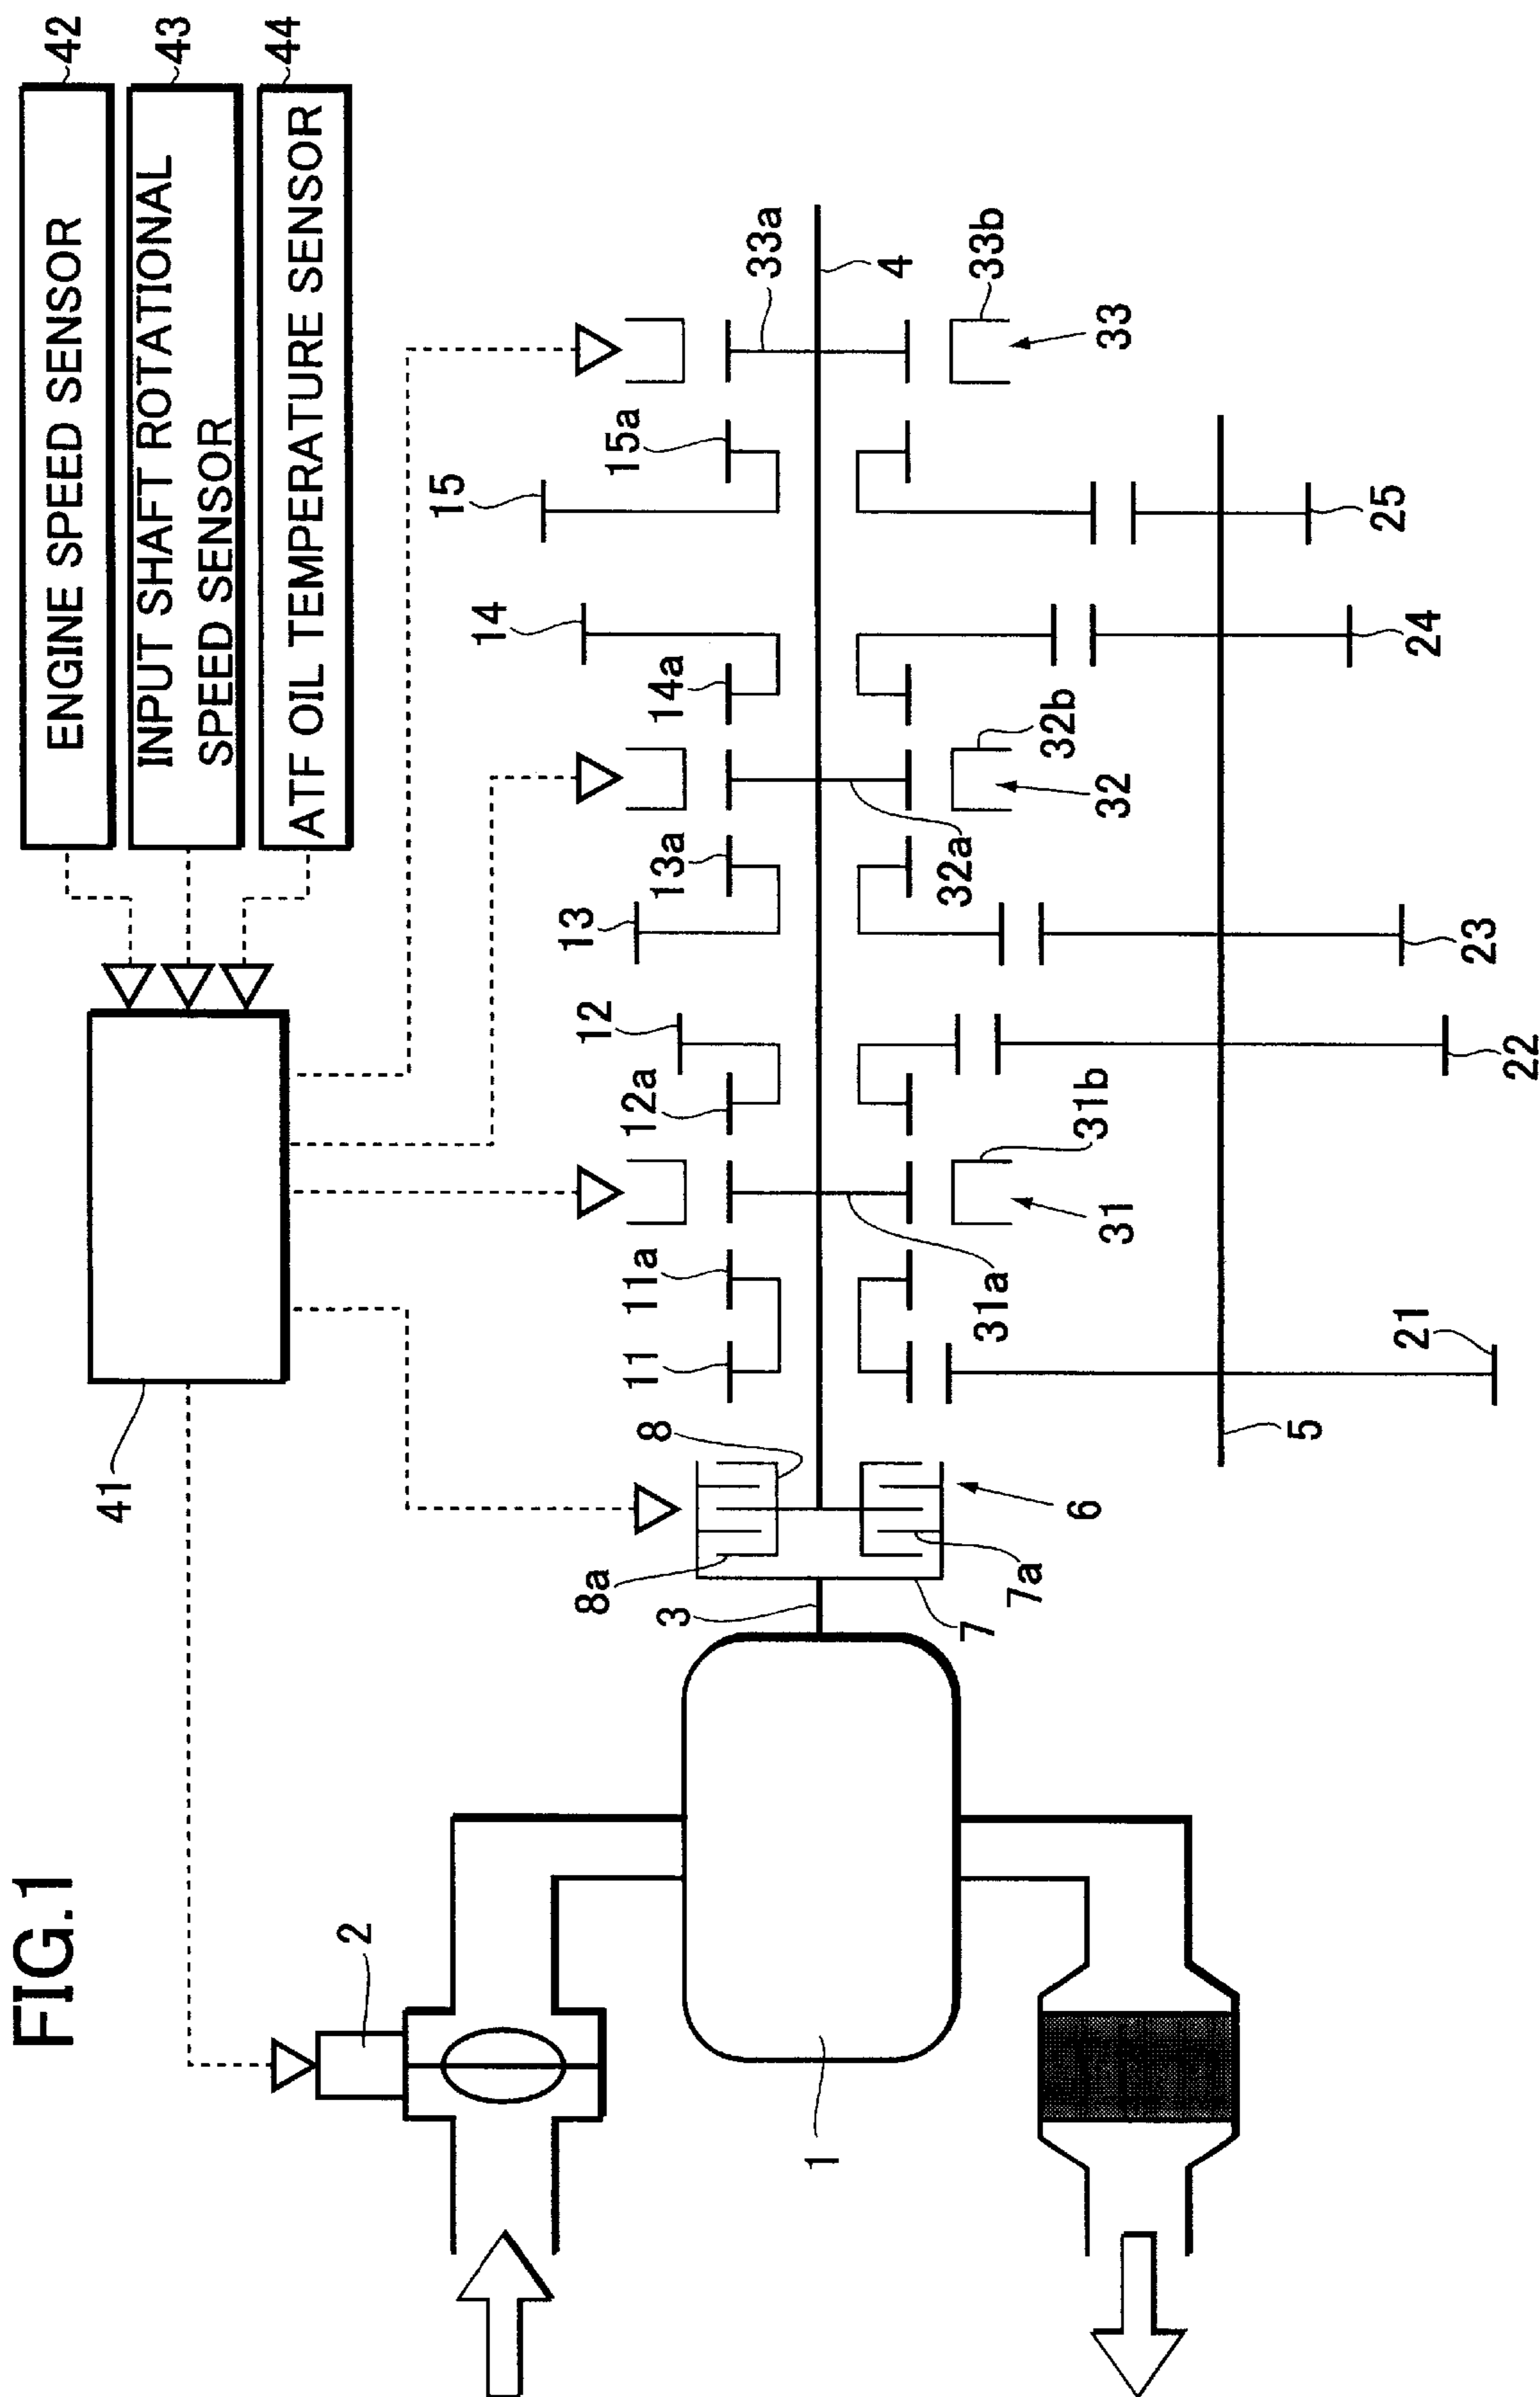 FIG.1
ENGINE SPEED SENSOR
42
INPUT SHAFT ROTATIONAL
SPEED SENSOR
43
ATF OIL TEMPERATURE SENSOR
44
41
2
1
3
8a
8
7
7a
6
11
11a
31a
31
31b
12a
12
13
13a
32a
32
32b
14a
14
15
15a
33a
4
33b
33
5
21
22
23
24
25